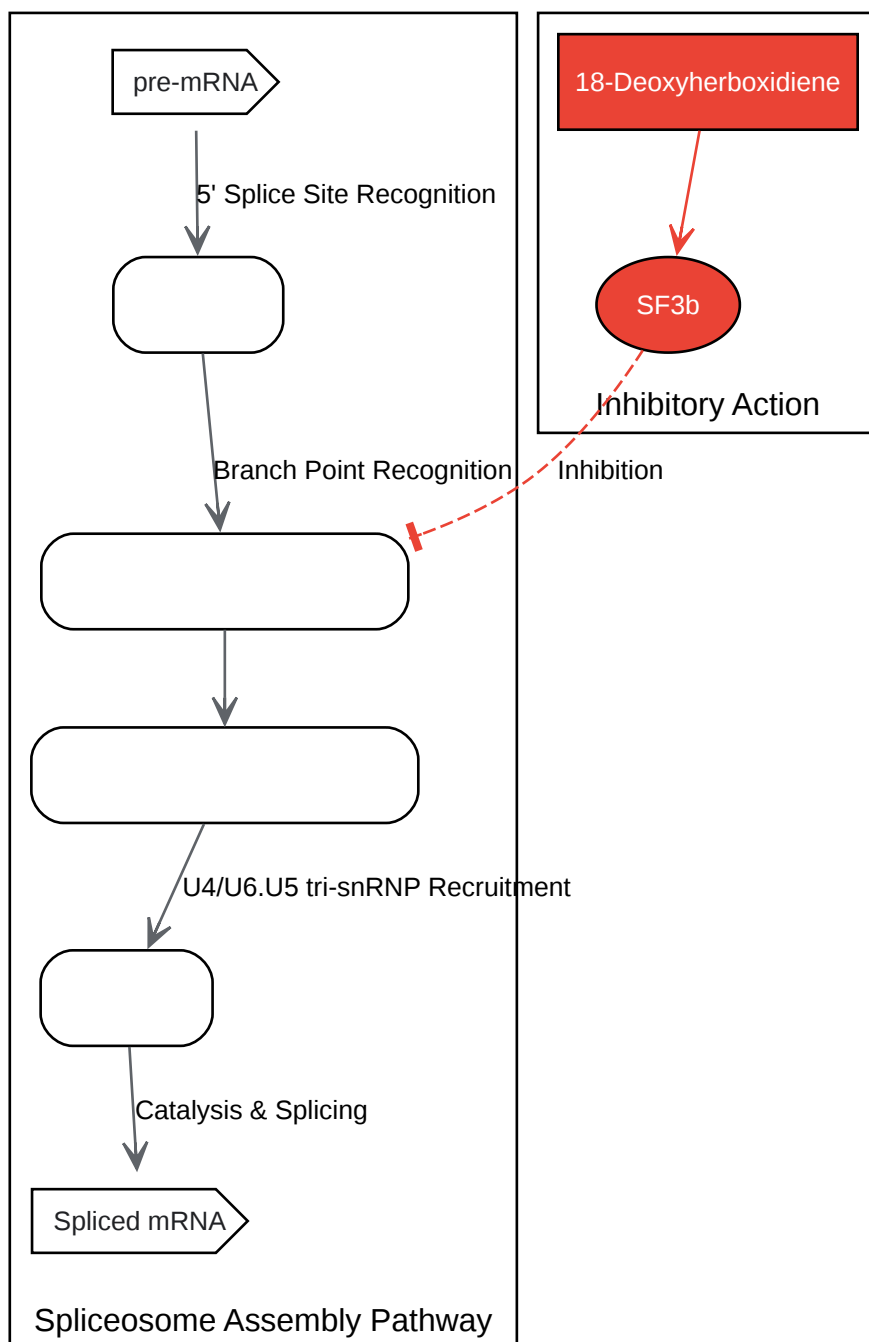 pre-mRNA
18-Deoxyherboxidiene
5' Splice Site Recognition
SF3b
Inhibitory Action
Branch Point Recognition
Inhibition
U4/U6.U5 tri-snRNP Recruitment
Catalysis & Splicing
Spliced mRNA
Spliceosome Assembly Pathway